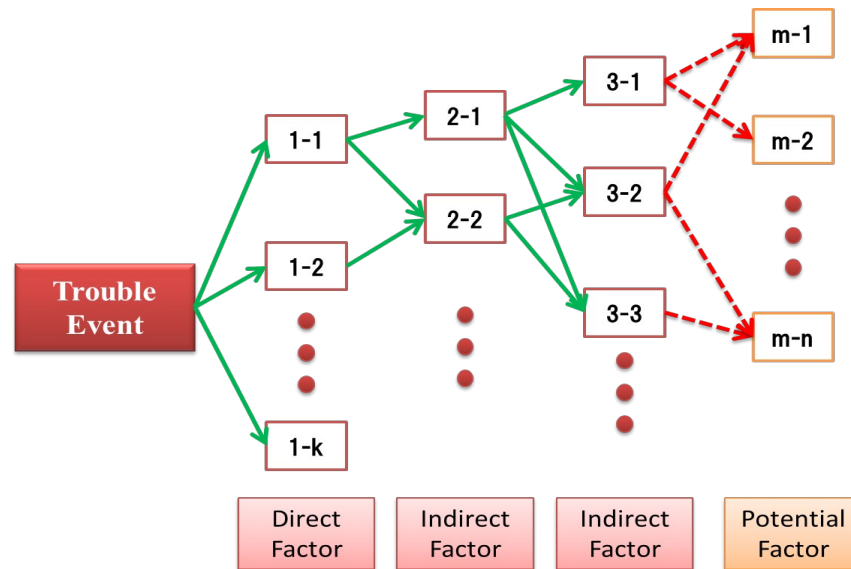 m-1
3-1
2-1
1-1
m-2
3-2
2-2
1-2
Trouble
Event
3-3
m-n
1-k
Direct
Factor
Indirect
Factor
Indirect
Factor
Potential
Factor